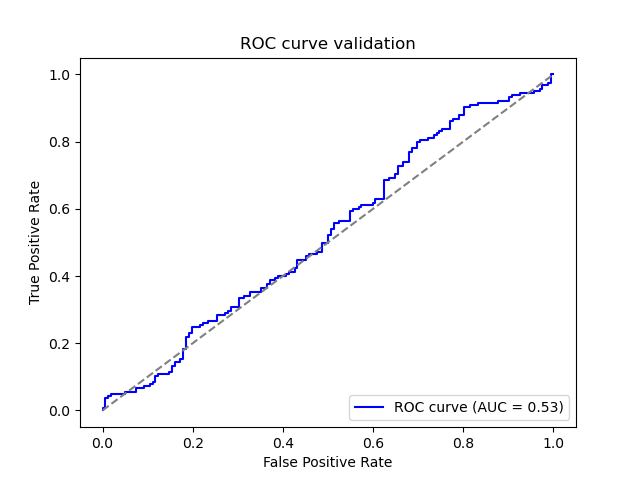 ROC curve validation
1.0
0.8
0.6
0.4
0.2
0.0
True Positive Rate
ROC curve (AUC = 0.53)
0.0 0.2 0.4 0.6 0.8 1.0
False Positive Rate